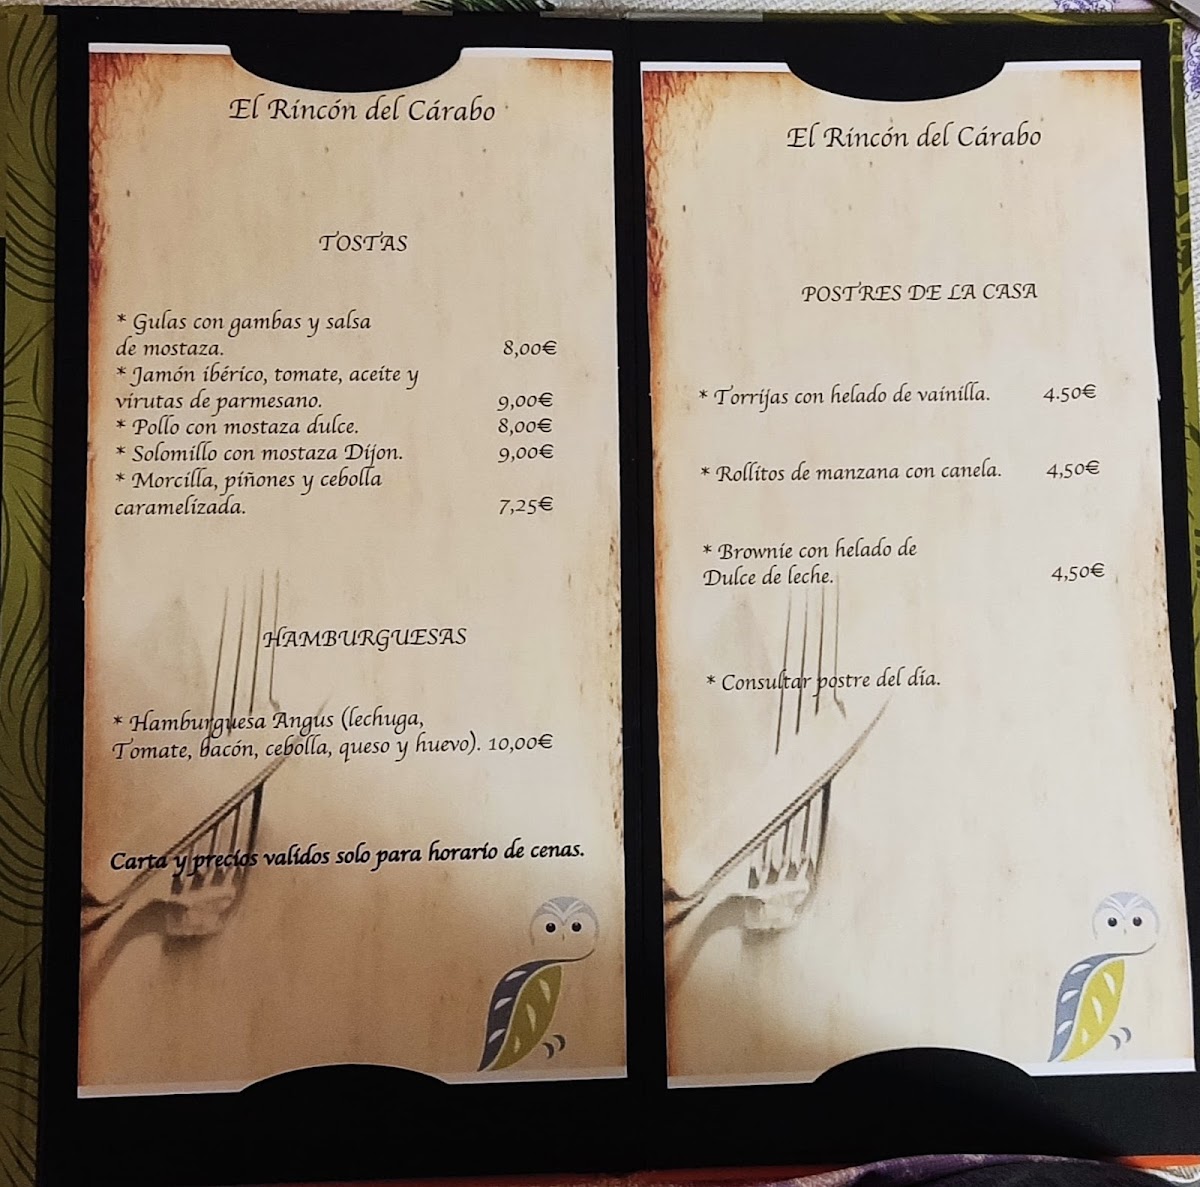 El Rincón del Cárabo
TOSTAS
* Gulas con gambas y salsa
de mostaza. 8,00€
* Jamón ibérico, tomate, aceite y
virutas de parmesano. 9,00€
* Pollo con mostaza dulce. 8,00€
* Solomillo con mostaza Dijon. 9,00€
* Morcilla, piñones y cebolla
caramelizada. 7,25€
HAMBURGUESAS
* Hamburguesa Angus (lechuga,
Tomate, bacón, cebolla, queso y huevo). 10,00€
Carta y precios validos solo para horario de cenas.
El Rincón del Cárabo
POSTRES DE LA CASA
* Torrijas con helado de vainilla. 4.50€
* Rollitos de manzana con canela. 4,50€
* Brownie con helado de
Dulce de leche. 4,50€
* Consultar postre del día.